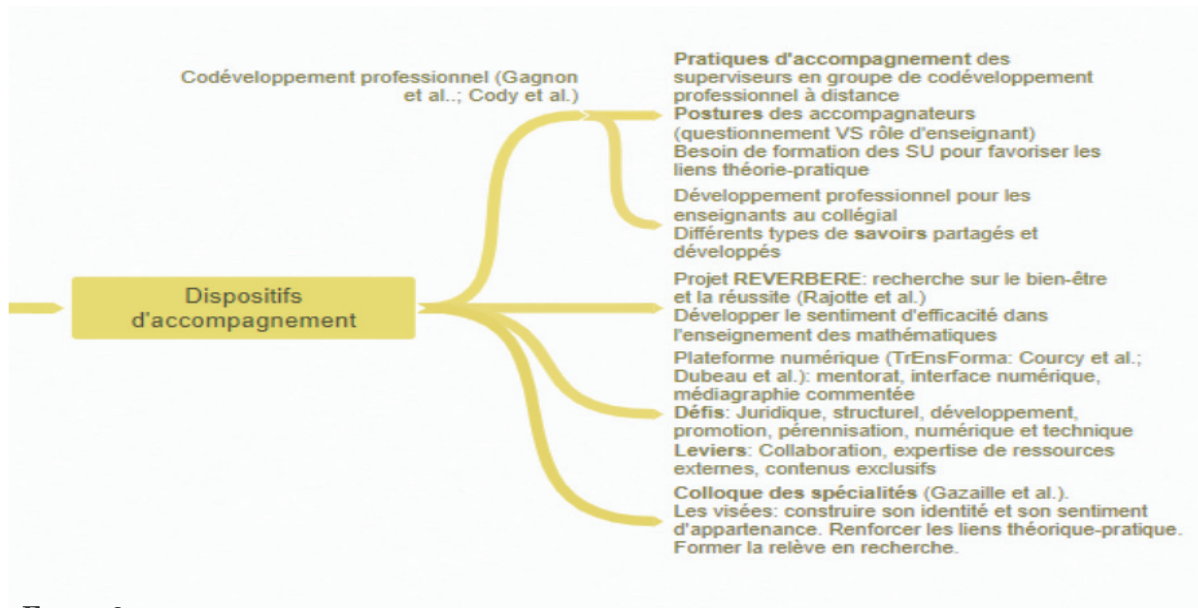 Codéveloppement professionnel (Gagnon
et al..; Cody et al.)
Pratiques d'accompagnement des
superviseurs en groupe de codéveloppement
professionnel à distance
Postures des accompagnateurs
(questionnement VS rôle d'enseignant)
Besoin de formation des SU pour favoriser les
liens théorie-pratique
Développement professionnel pour les
enseignants au collégial
Différents types de savoirs partagés et
développés
Dispositifs
d'accompagnement
Projet REVERBERE: recherche sur le bien-être
et la réussite (Rajotte et al.)
Développer le sentiment d'efficacité dans
l'enseignement des mathématiques
Plateforme numérique (TrEnsForma: Courcy et al.;
Dubeau et al.): mentorat, interface numérique,
médiagraphie commentée
Défis: Juridique, structurel, développement,
promotion, pérennisation, numérique et technique
Leviers: Collaboration, expertise de ressources
externes, contenus exclusifs
Colloque des spécialités (Gazaille et al.).
Les visées: construire son identité et son sentiment
d'appartenance. Renforcer les liens théorique-pratique.
Former la relève en recherche.